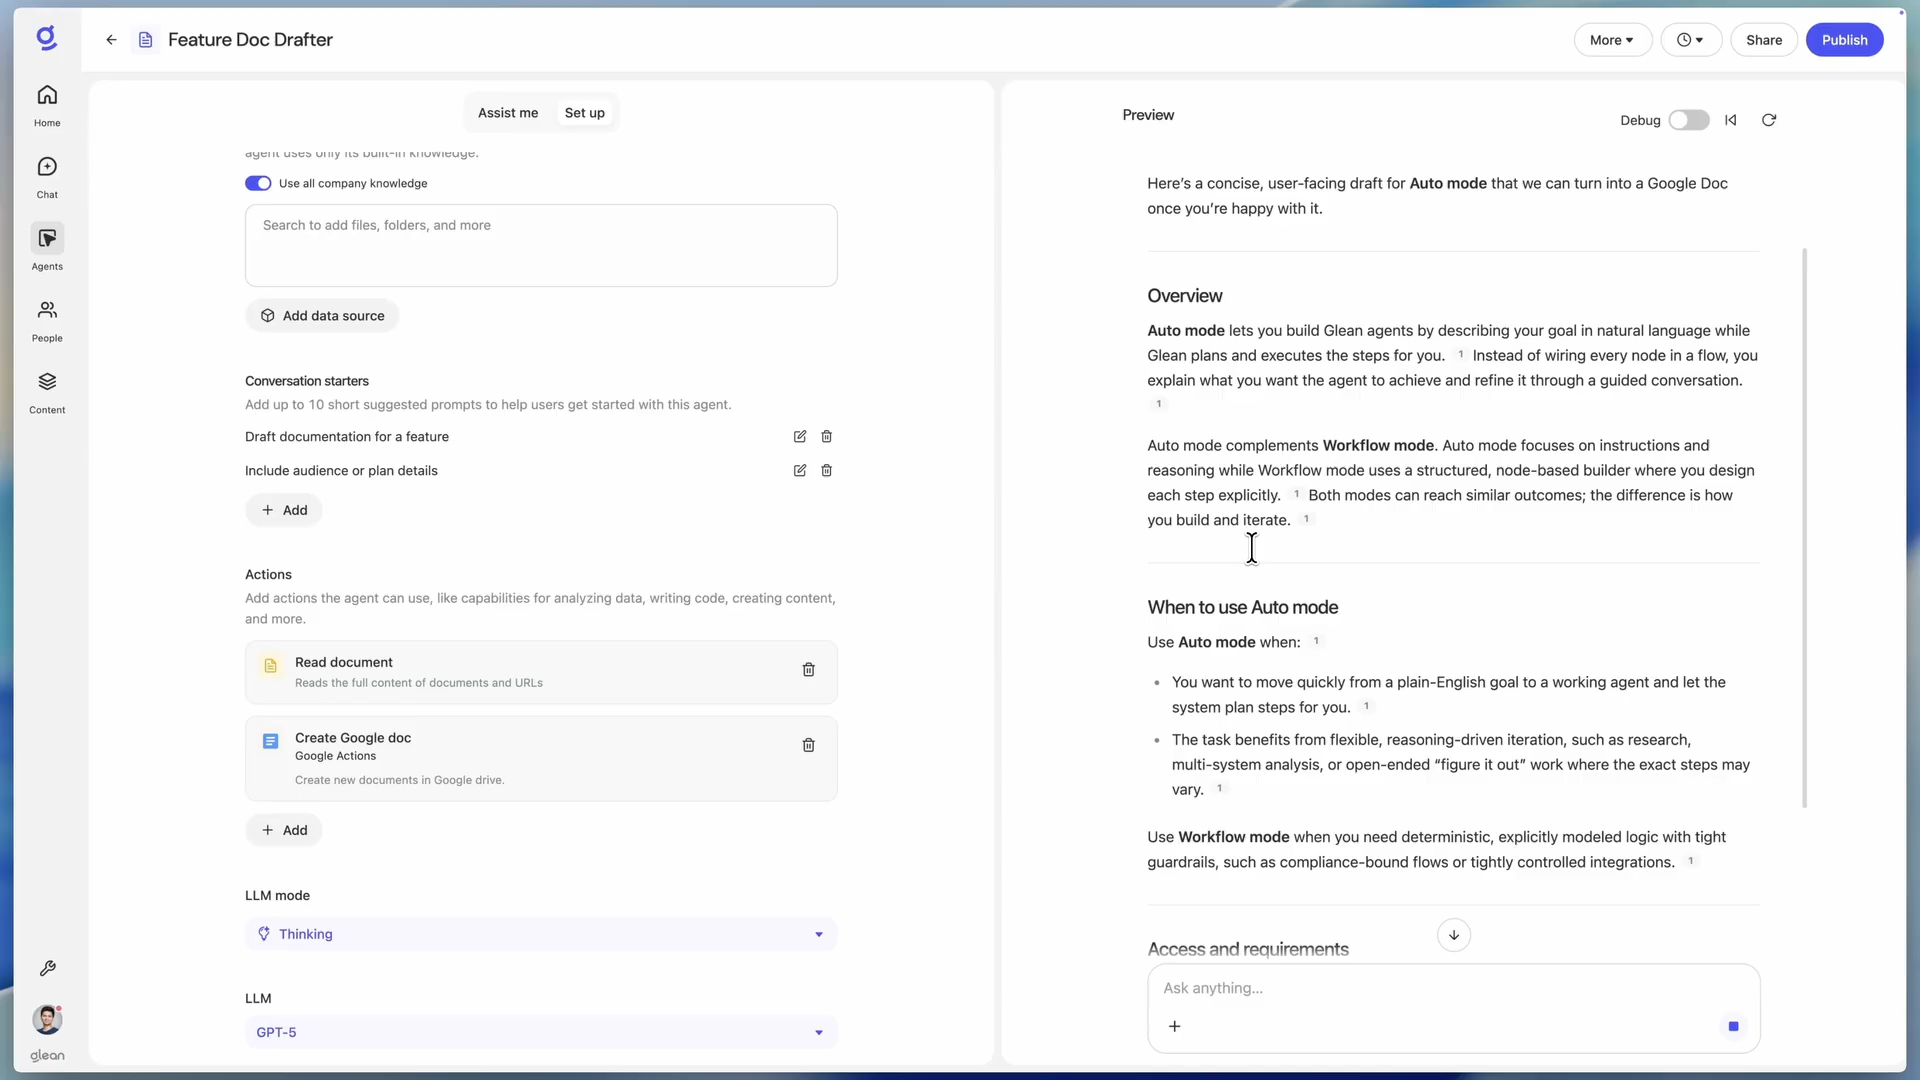 Feature Doc Drafter
More
Share
Publish
Home
Chat
Agents
People
Content
glean
Assist me
Set up
agent uses only its built-in knowledge.
Use all company knowledge
Search to add files, folders, and more
Add data source
Conversation starters
Add up to 10 short suggested prompts to help users get started with this agent.
Draft documentation for a feature
Include audience or plan details
Add
Actions
Add actions the agent can use, like capabilities for analyzing data, writing code, creating content,
and more.
Read document
Reads the full content of documents and URLs
Create Google doc
Google Actions
Create new documents in Google drive.
Add
LLM mode
Thinking
LLM
GPT-5
Preview
Debug
Here’s a concise, user-facing draft for Auto mode that we can turn into a Google Doc
once you’re happy with it.
Overview
Auto mode lets you build Glean agents by describing your goal in natural language while
Glean plans and executes the steps for you. 1 Instead of wiring every node in a flow, you
explain what you want the agent to achieve and refine it through a guided conversation.
1
Auto mode complements Workflow mode. Auto mode focuses on instructions and
reasoning while Workflow mode uses a structured, node-based builder where you design
each step explicitly. 1 Both modes can reach similar outcomes; the difference is how
you build and iterate. 1
When to use Auto mode
Use Auto mode when: 1
• You want to move quickly from a plain-English goal to a working agent and let the
system plan steps for you. 1
• The task benefits from flexible, reasoning-driven iteration, such as research,
multi-system analysis, or open-ended “figure it out” work where the exact steps may
vary. 1
Use Workflow mode when you need deterministic, explicitly modeled logic with tight
guardrails, such as compliance-bound flows or tightly controlled integrations. 1
Access and requirements
Ask anything...